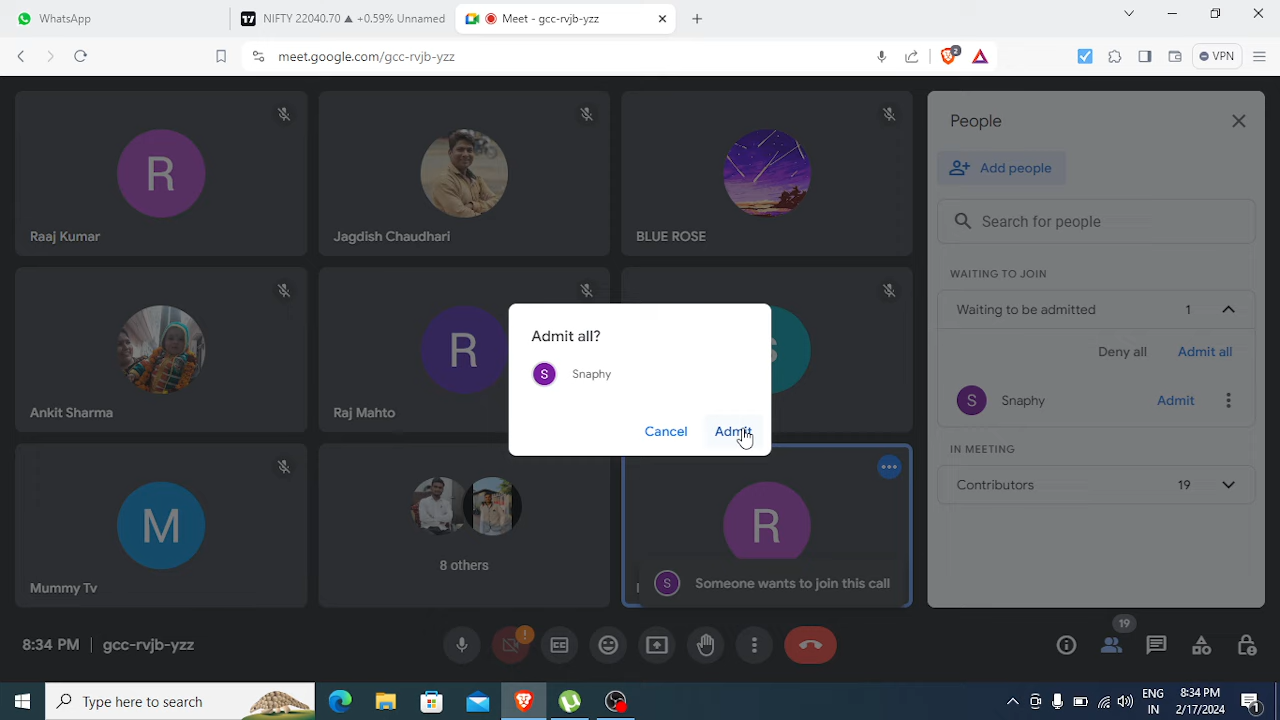 WhatsApp
NIFTY 22040.70 ▲ +0.59% Unnamed
Meet - gcc-rvjb-yzz
meet.google.com/gcc-rvjb-yzz
2
VPN
R
Raaj Kumar
Jagdish Chaudhari
BLUE ROSE
People
Add people
Search for people
WAITING TO JOIN
Waiting to be admitted 1
Deny all Admit all
S Snaphy Admit
IN MEETING
Contributors 19
Ankit Sharma
R
Raj Mahto
Admit all?
S Snaphy
Cancel Admit
M
Mummy Tv
8 others
R
S Someone wants to join this call
8:34 PM | gcc-rvjb-yzz
19
Type here to search
ENG
IN
8:34 PM
2/17/2024
1